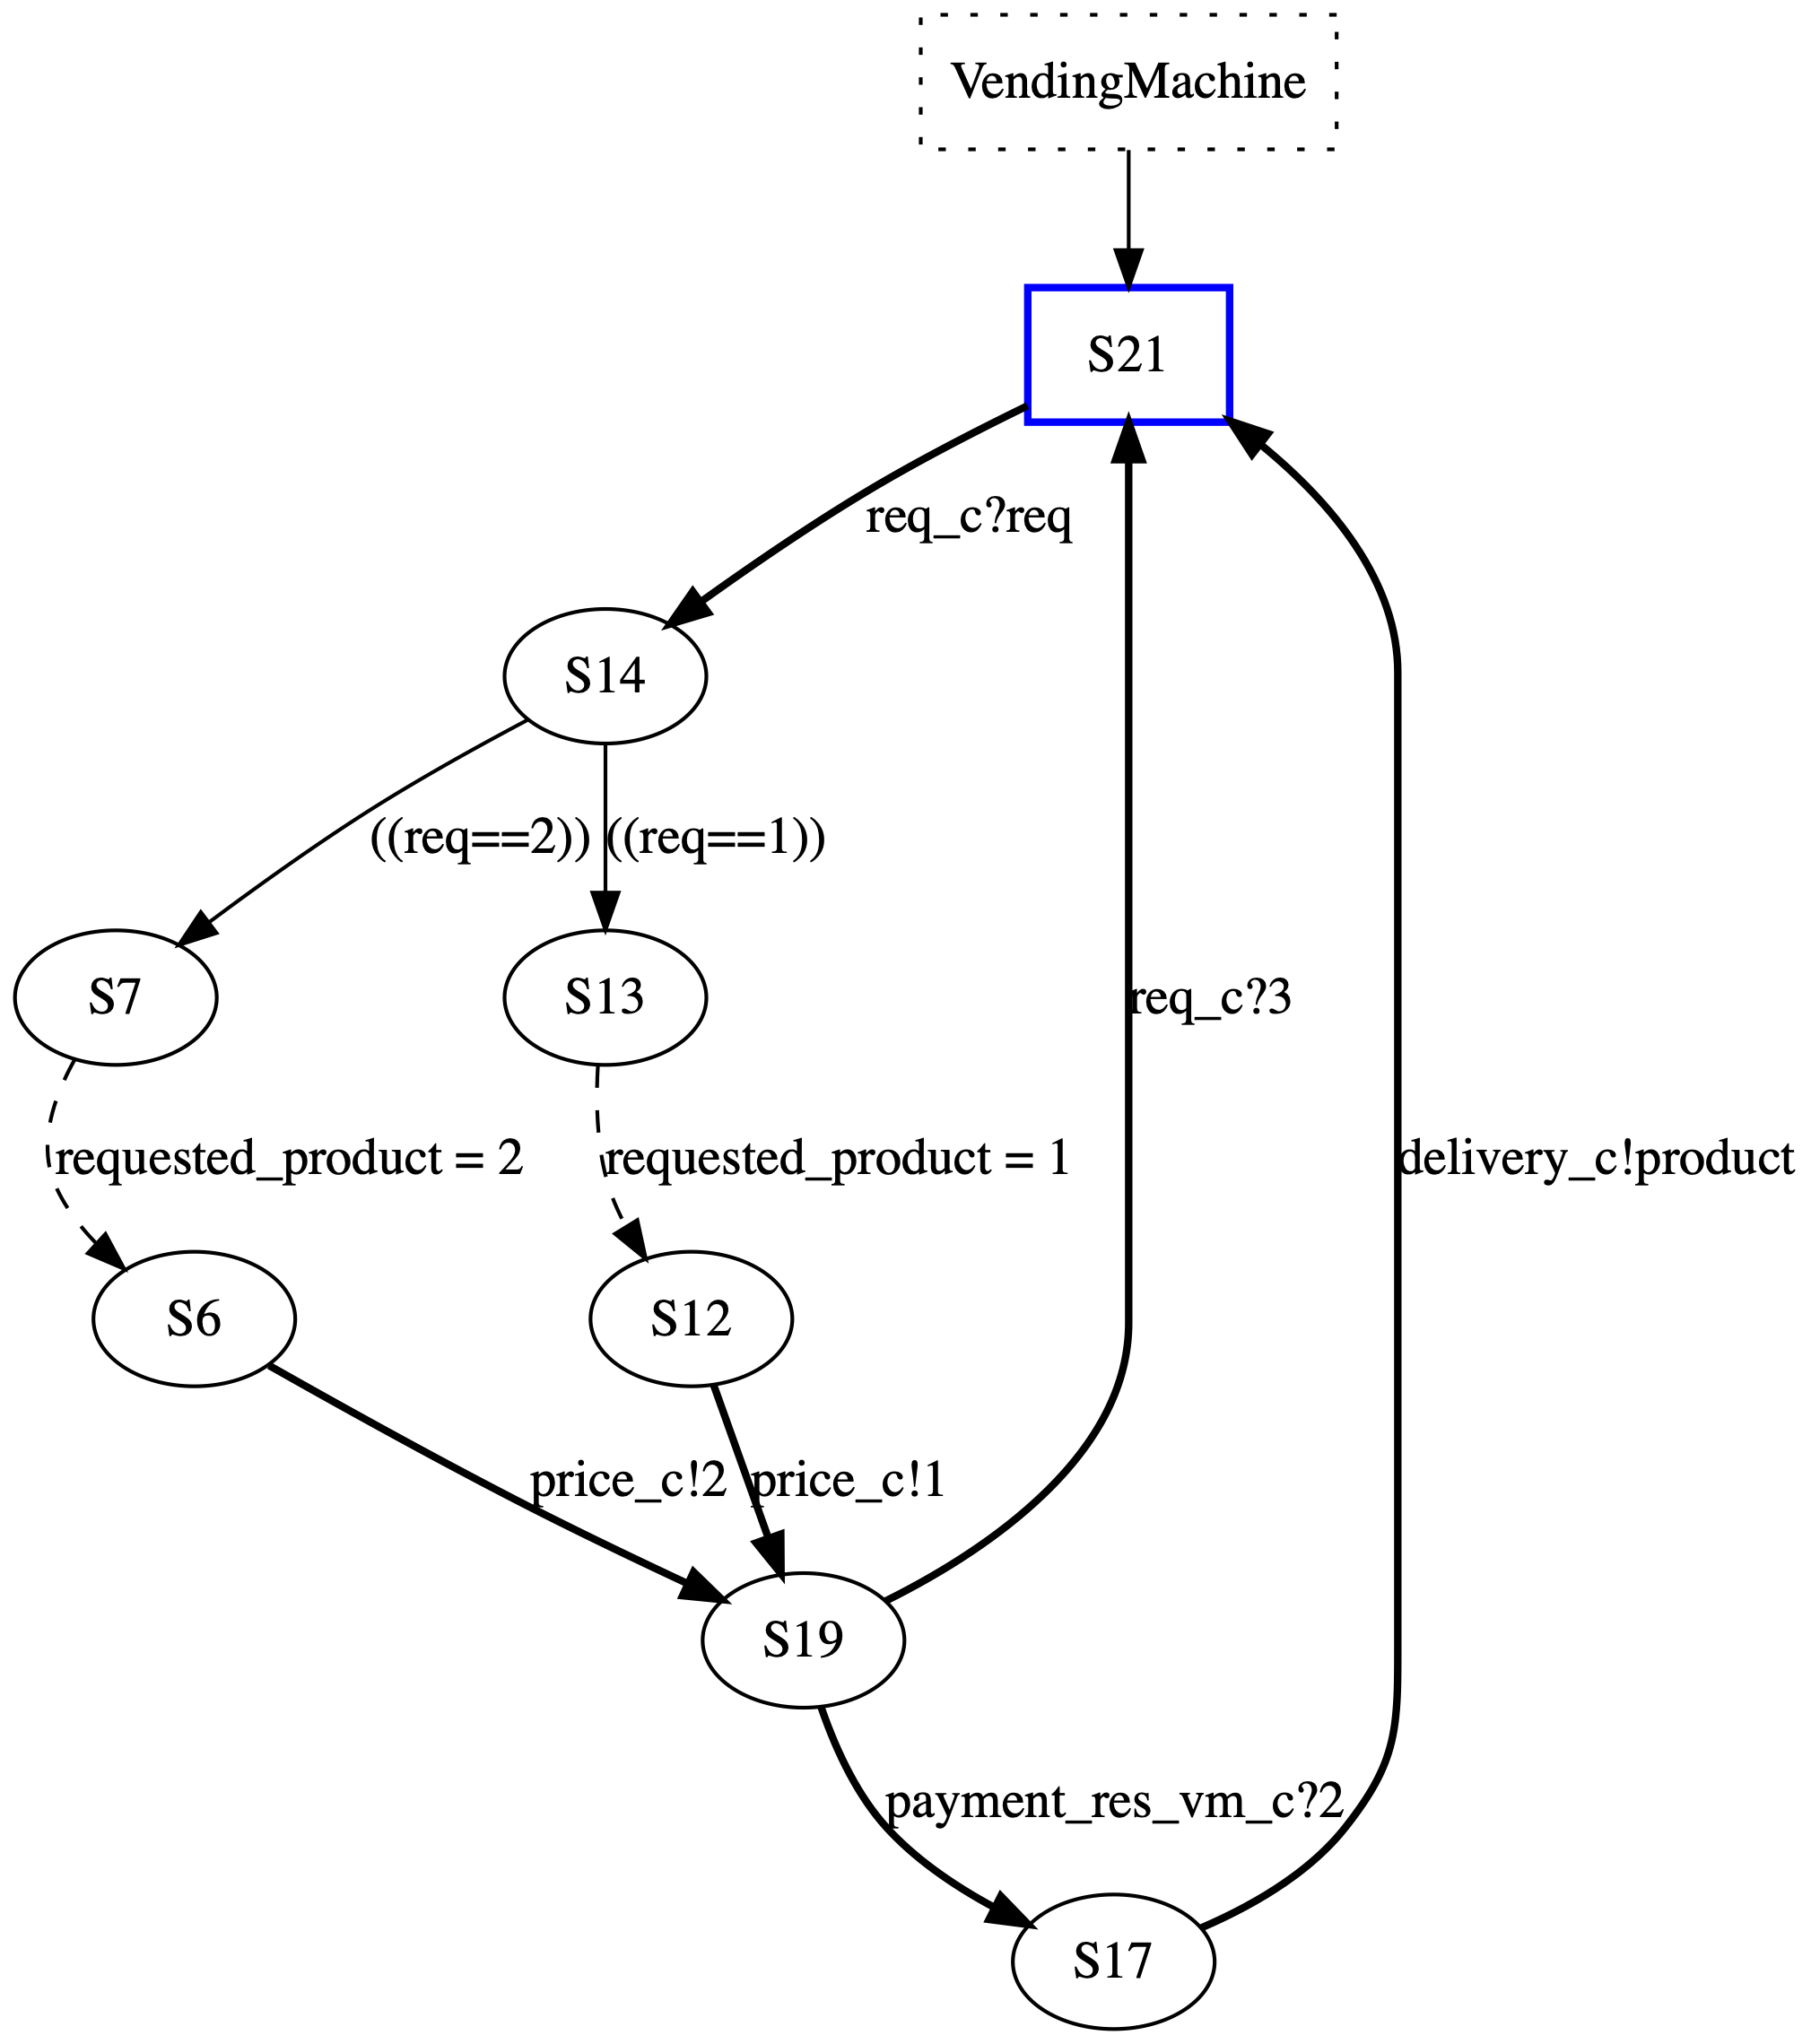 VendingMachine
S21
req_c?req
S14
((req==2))
((req==1))
S7
S13
req_c?3
requested_product = 2
requested_product = 1
delivery_c!product
S6
S12
price_c!2
price_c!1
S19
payment_res_vm_c?2
S17